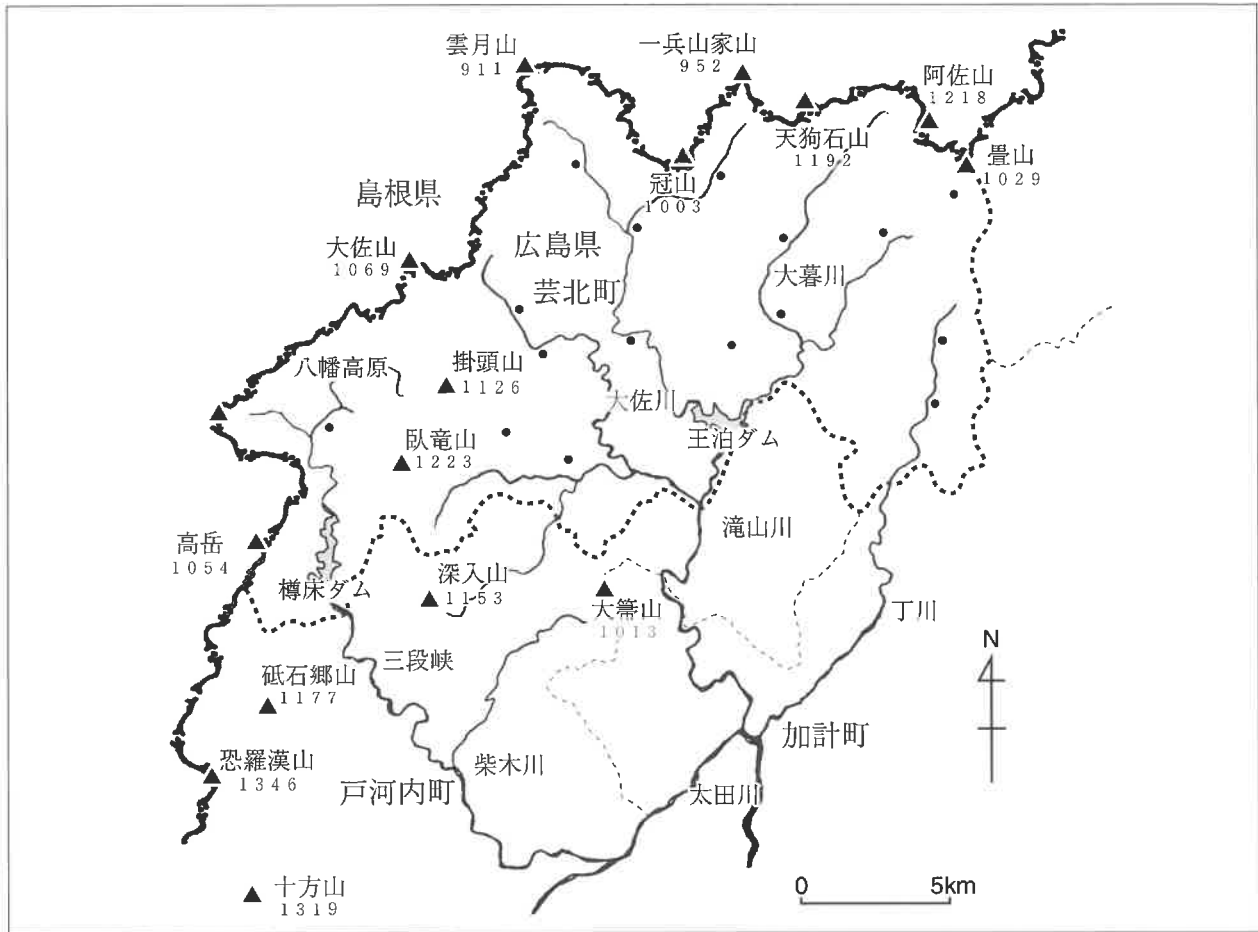 雲月山
911
一兵山家山
952
阿佐山
1218
天狗石山
1192
畳山
1029
冠山
1003
島根県
大佐山
1069
広島県
芸北町
大暮川
八幡高原
掛頭山
1126
大佐川
王泊ダム
臥竜山
1223
滝山川
高岳
1054
樽床ダム
深入山
1153
大箒山
1013
丁川
N
三段峡
砥石郷山
1177
加計町
恐羅漢山
1346
柴木川
戸河内町
太田川
0 5km
十方山
1319